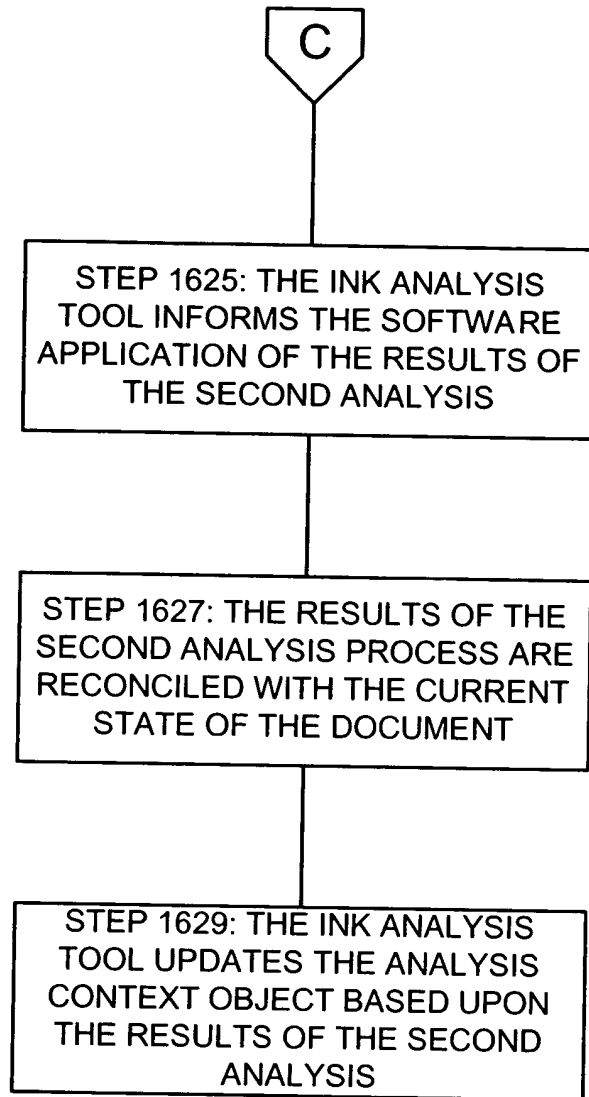 C
STEP 1625: THE INK ANALYSIS
TOOL INFORMS THE SOFTWARE
APPLICATION OF THE RESULTS OF
THE SECOND ANALYSIS
STEP 1627: THE RESULTS OF THE
SECOND ANALYSIS PROCESS ARE
RECONCILED WITH THE CURRENT
STATE OF THE DOCUMENT
STEP 1629: THE INK ANALYSIS
TOOL UPDATES THE ANALYSIS
CONTEXT OBJECT BASED UPON
THE RESULTS OF THE SECOND
ANALYSIS